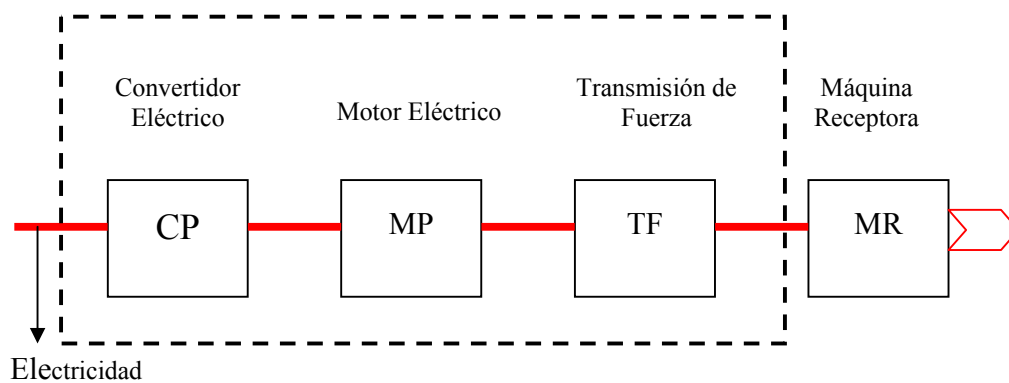 Convertidor
Eléctrico
Motor Eléctrico
Transmisión de
Fuerza
Máquina
Receptora
CP
MP
TF
MR
Electricidad